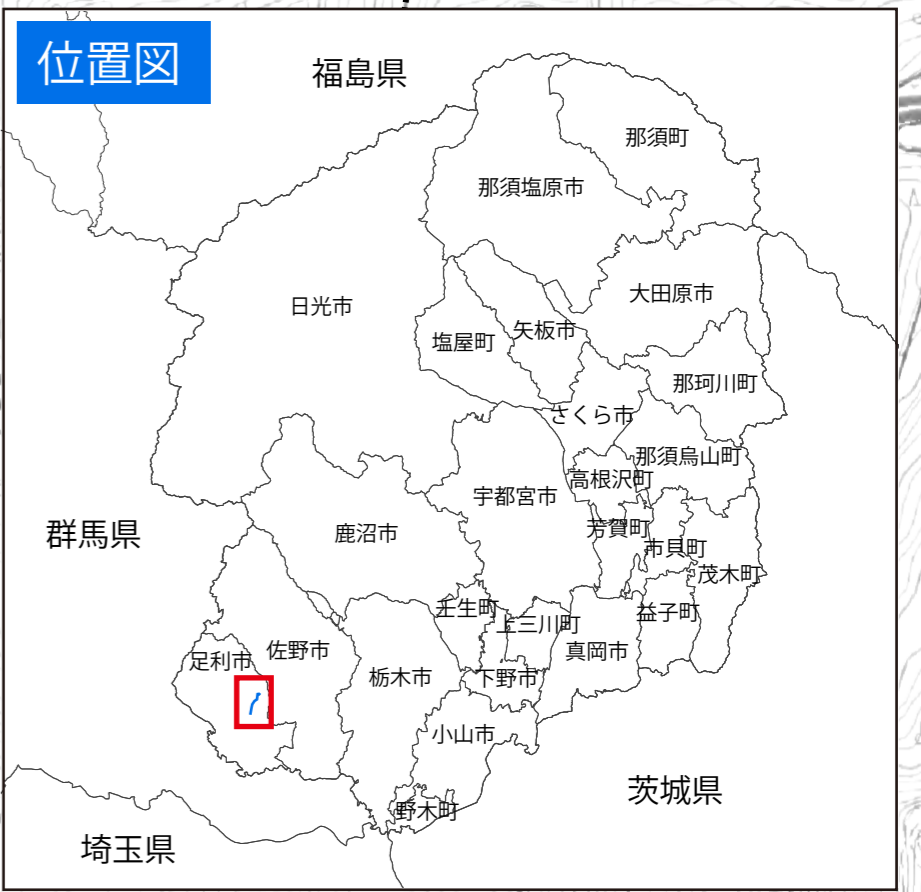 位置図
福島県
那須町
那須塩原市
大田原市
日光市
矢板市
塩屋町
那珂川町
さくら市
那須烏山町
高根沢町
宇都宮市
芳賀町
鹿沼市
群馬県
市貝町
茂木町
壬生町
益子町
上三川町
佐野市
真岡市
足利市
栃木市
下野市
小山市
茨城県
野木町
埼玉県